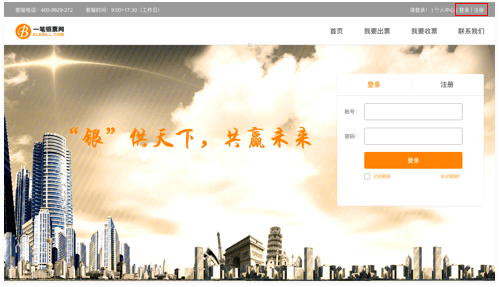 客服电话：400-9929-272 客服时间：9:00~17:30（工作日）
请登录！ | 个人中心 | 登录 | 注册
一笔银票网
EBEBILL.COM
首页 我要出票 我要收票 联系我们
登录 注册
“银”供天下，共赢未来
账号：
密码：
登录
记住密码 忘记密码?